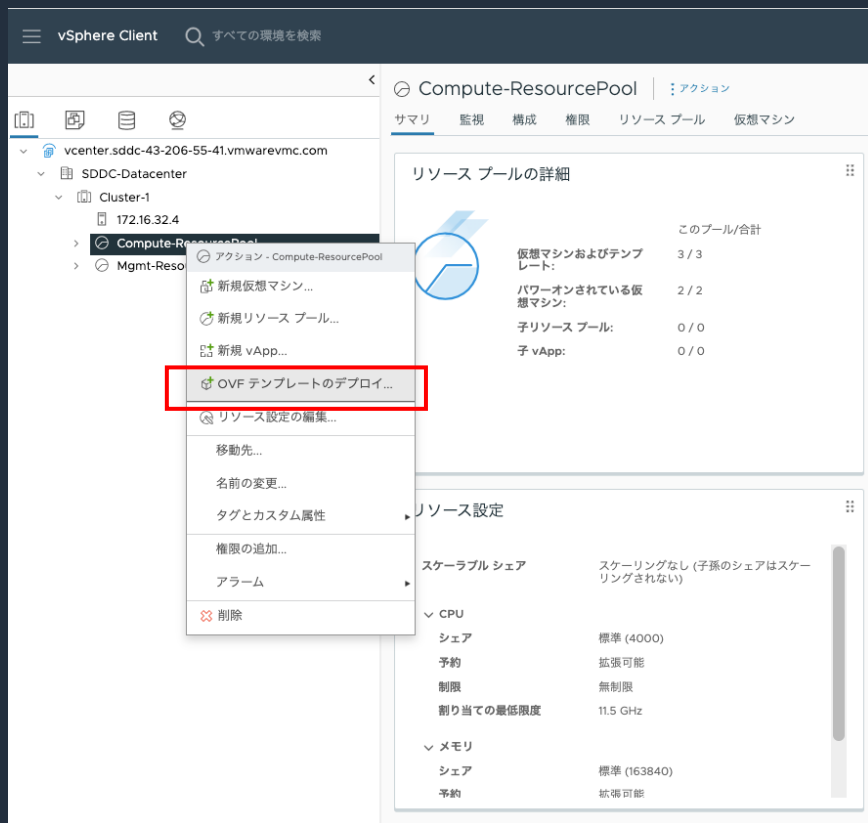 vSphere Client
すべての環境を検索
vcenter.sddc-43-206-55-41.vmwarevmc.com
SDDC-Datacenter
Cluster-1
172.16.32.4
Compute-ResourcePool
Mgmt-Reso
アクション - Compute-ResourcePool
新規仮想マシン...
新規リソース プール...
新規 vApp...
OVF テンプレートのデプロイ...
リソース設定の編集...
移動先...
名前の変更...
タグとカスタム属性
権限の追加...
アラーム
削除
Compute-ResourcePool
アクション
サマリ 監視 構成 権限 リソース プール 仮想マシン
リソース プールの詳細
このプール/合計
仮想マシンおよびテンプ
レート: 3 / 3
パワーオンされている仮
想マシン: 2 / 2
子リソース プール: 0 / 0
子 vApp: 0 / 0
リソース設定
スケーラブル シェア スケーリングなし (子孫のシェアはスケー
リングされない)
CPU
シェア 標準 (4000)
予約 拡張可能
制限 無制限
割り当ての最低限度 11.5 GHz
メモリ
シェア 標準 (163840)
予約 拡張可能